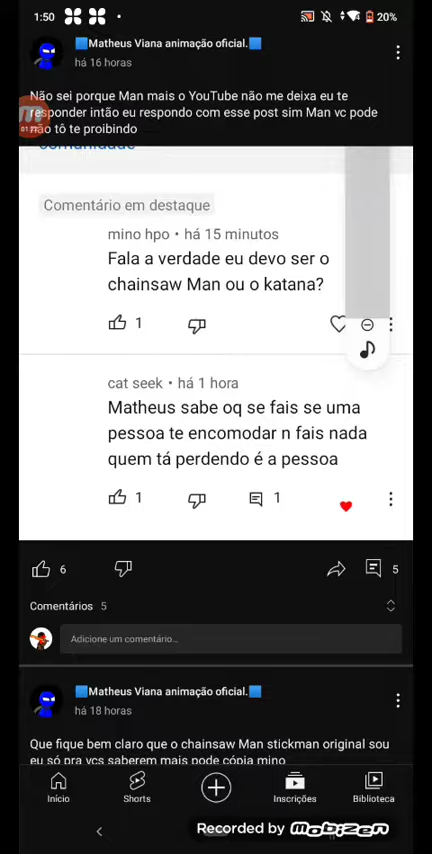 1:50
20%
🟦Matheus Viana animação oficial.🟦
há 16 horas
Não sei porque Man mais o YouTube não me deixa eu te
responder intão eu respondo com esse post sim Man vc pode
não tô te proibindo
comunidade
Comentário em destaque
mino hpo • há 15 minutos
Fala a verdade eu devo ser o
chainsaw Man ou o katana?
1
cat seek • há 1 hora
Matheus sabe oq se fais se uma
pessoa te encomodar n fais nada
quem tá perdendo é a pessoa
1
1
6
5
Comentários 5
Adicione um comentário...
🟦Matheus Viana animação oficial.🟦
há 18 horas
Que fique bem claro que o chainsaw Man stickman original sou
eu só pra vcs saberem mais pode cópia mino
Início
Shorts
Inscrições
Biblioteca
Recorded by mobizen